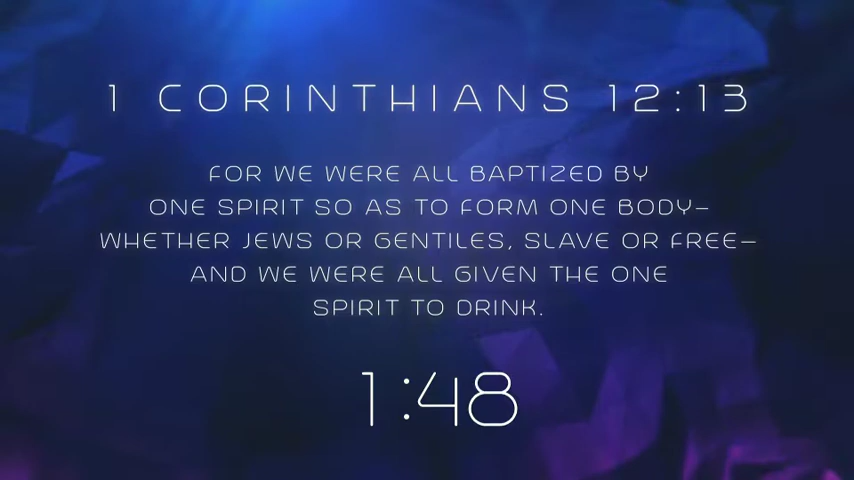 1 CORINTHIANS 12:13
FOR WE WERE ALL BAPTIZED BY
ONE SPIRIT SO AS TO FORM ONE BODY—
WHETHER JEWS OR GENTILES, SLAVE OR FREE—
AND WE WERE ALL GIVEN THE ONE
SPIRIT TO DRINK.
1:48